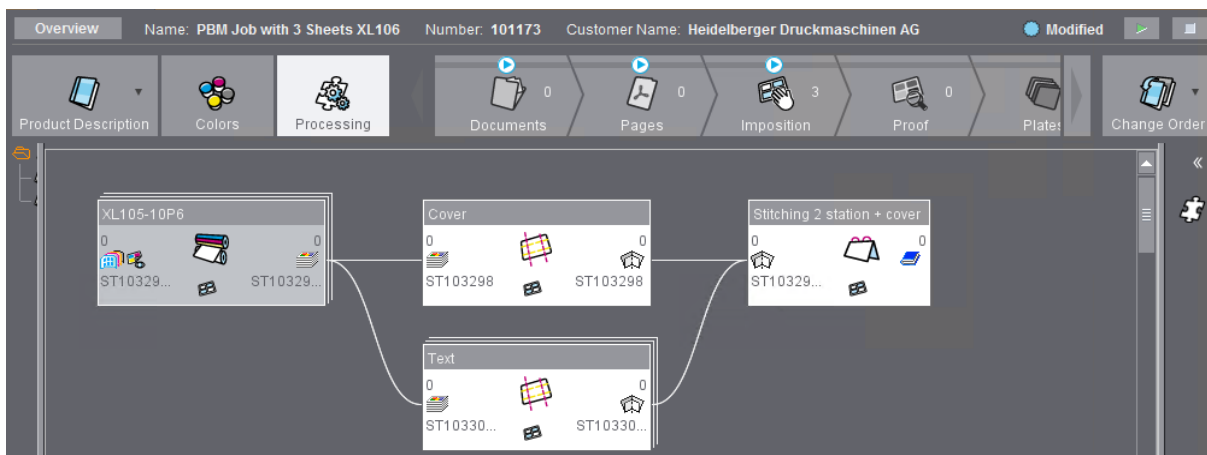 Overview Name: PBM Job with 3 Sheets XL106 Number: 101173 Customer Name: Heidelberger Druckmaschinen AG Modified
0 0 3 0
Product Description Colors Processing Documents Pages Imposition Proof Plates Change Order
XL105-10P6 Cover Stitching 2 station + cover
0 0 0 0 0 0
ST10329... ST10329... ST103298 ST103298 ST10329...
Text
0 0
ST10330... ST10330...